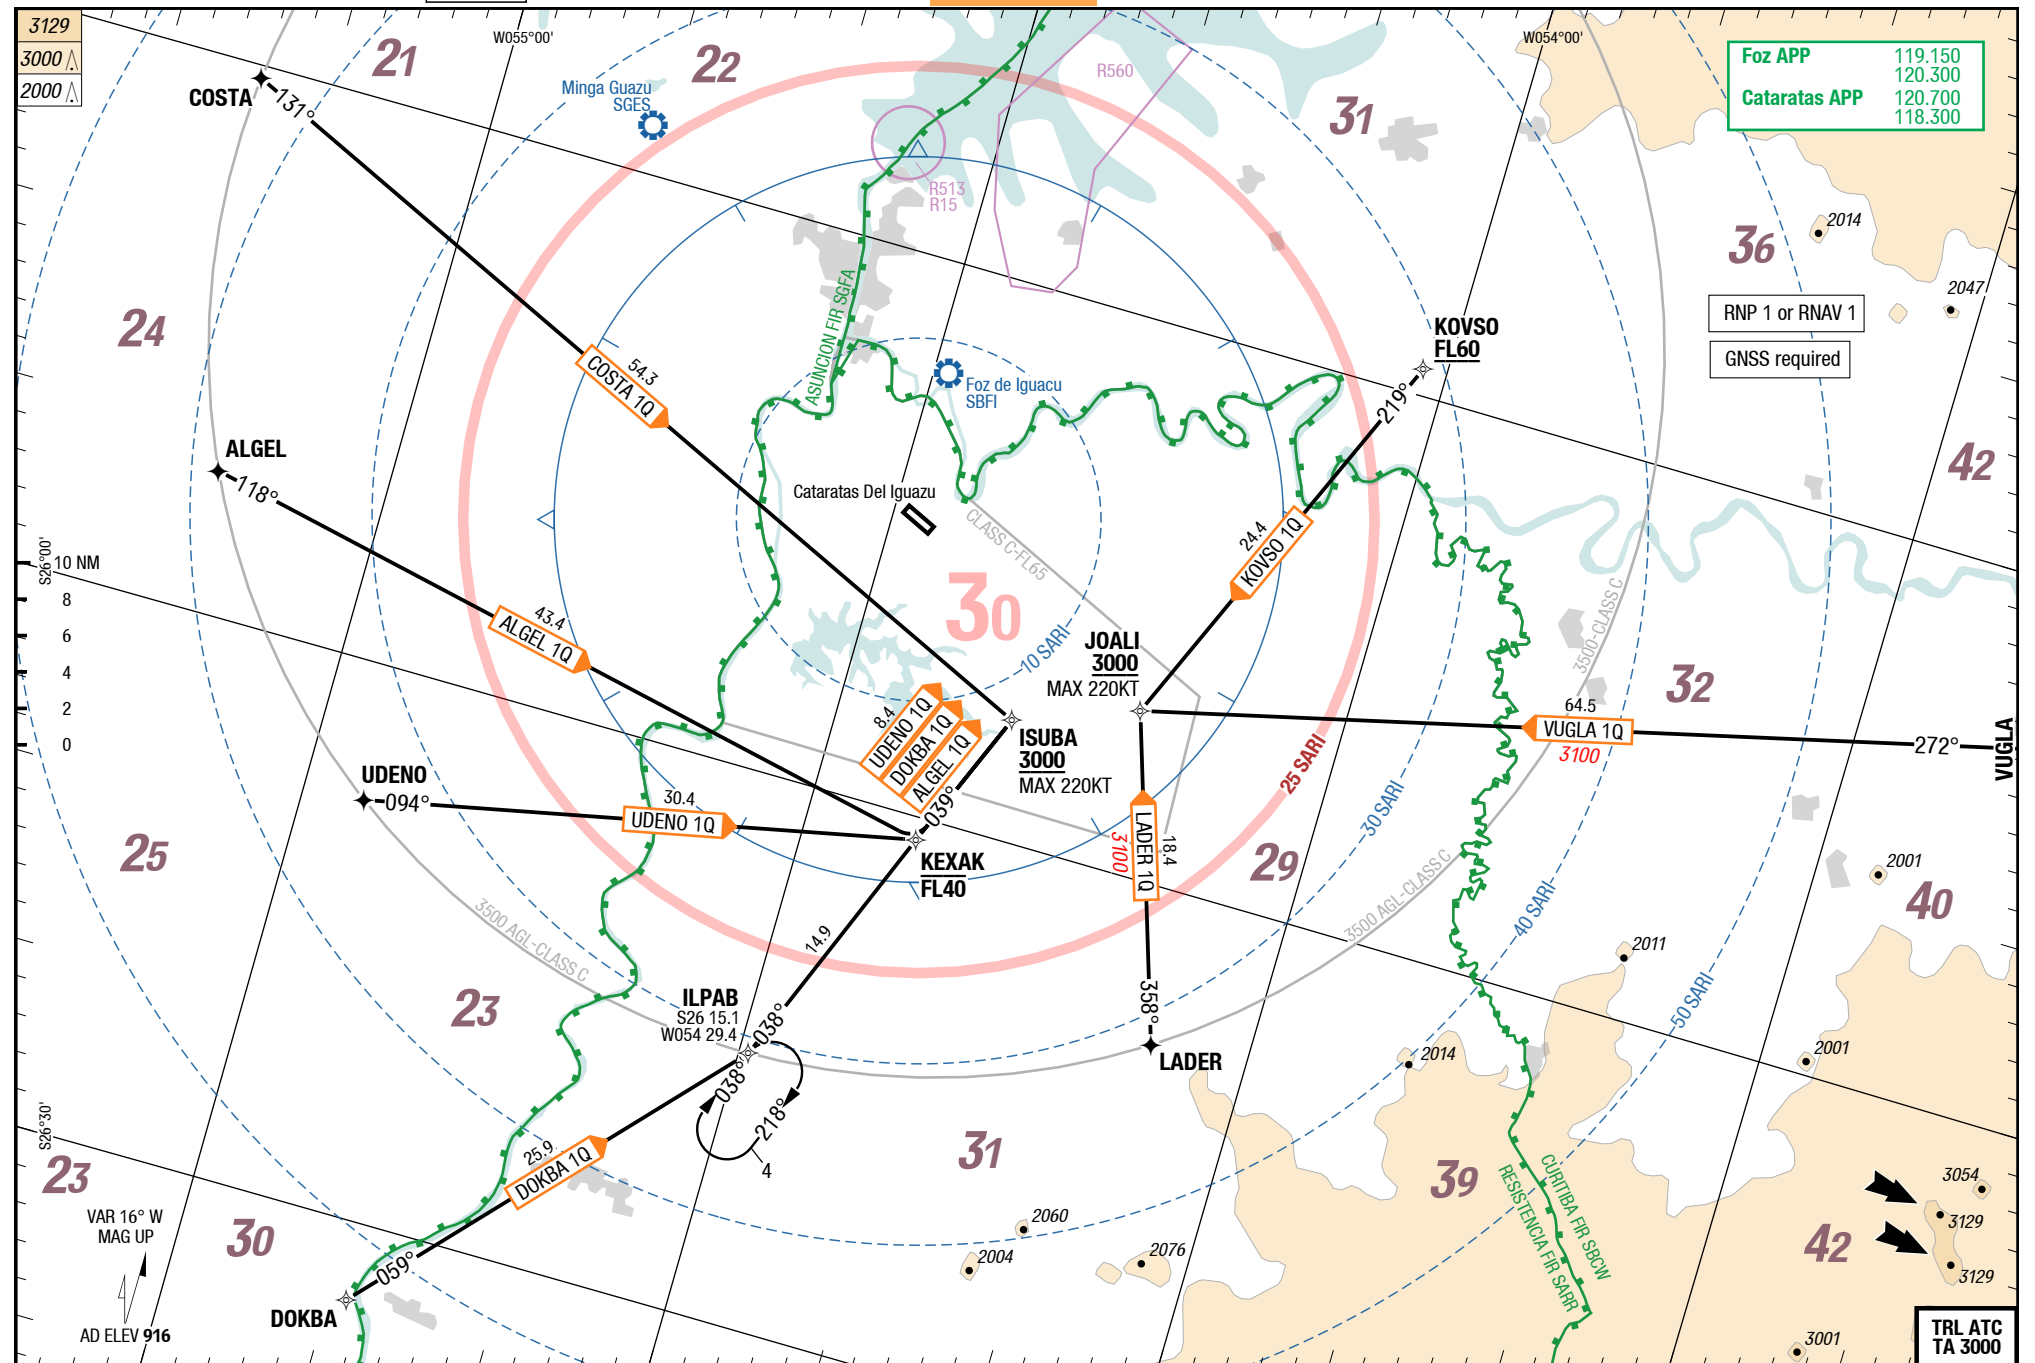 3129
3000
2000
21
22
W055°00'
W054°00'
Foz APP 119.150
120.300
Cataratas APP 120.700
118.300
COSTA
131°
Minga Guazu
SGES
R560
31
R513
R15
36
2014
2047
24
ASUNCION FIR SGFA
KOVSO
FL60
219°
RNP 1 or RNAV 1
GNSS required
54.3
COSTA 1Q
Foz de Iguacu
SBFI
ALGEL
118°
42
Cataratas Del Iguazu
CLASS C-FL65
24.4
KOVSO 1Q
S26°00'
10 NM
8
6
4
2
0
30
43.4
ALGEL 1Q
10 SARI
JOALI
3000
MAX 220KT
3500-CLASS C
32
64.5
VUGLA 1Q
3100
272°
VUGLA
8.4
UDENO 1Q
DOKBA 1Q
ALGEL 1Q
ISUBA
3000
MAX 220KT
039°
25 SARI
UDENO
094°
30.4
UDENO 1Q
30 SARI
KEXAK
FL40
LADER 1Q
18.4
3100
29
25
2001
40
3500 AGL-CLASS C
3500 AGL-CLASS C
40 SARI
14.9
2011
23
ILPAB
S26 15.1
W054 29.4
038°
358°
50 SARI
LADER
2014
2001
038°
218°
4
S26°30'
25.9
DOKBA 1Q
31
39
23
CURITIBA FIR SBCW
RESISTENCIA FIR SARR
3054
3129
3129
VAR 16° W
MAG UP
30
2060
2004
2076
42
059°
DOKBA
AD ELEV 916
3001
TRL ATC
TA 3000